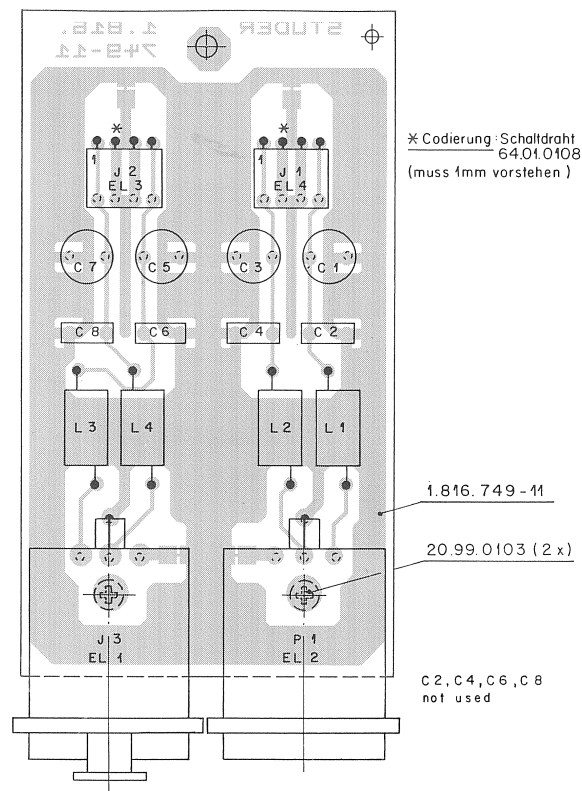 STUDER 1.816.
749-11
* Codierung: Schaltdraht
64.01.0108
(muss 1mm vorstehen)
1 1
J 2 J 1
EL 3 EL 4
C 7 C 5 C 3 C 1
C 8 C 6 C 4 C 2
L 3 L 4 L 2 L 1
1.816.749-11
20.99.0103 (2x)
J 3 P 1
EL 1 EL 2
C2, C4, C6, C8
not used